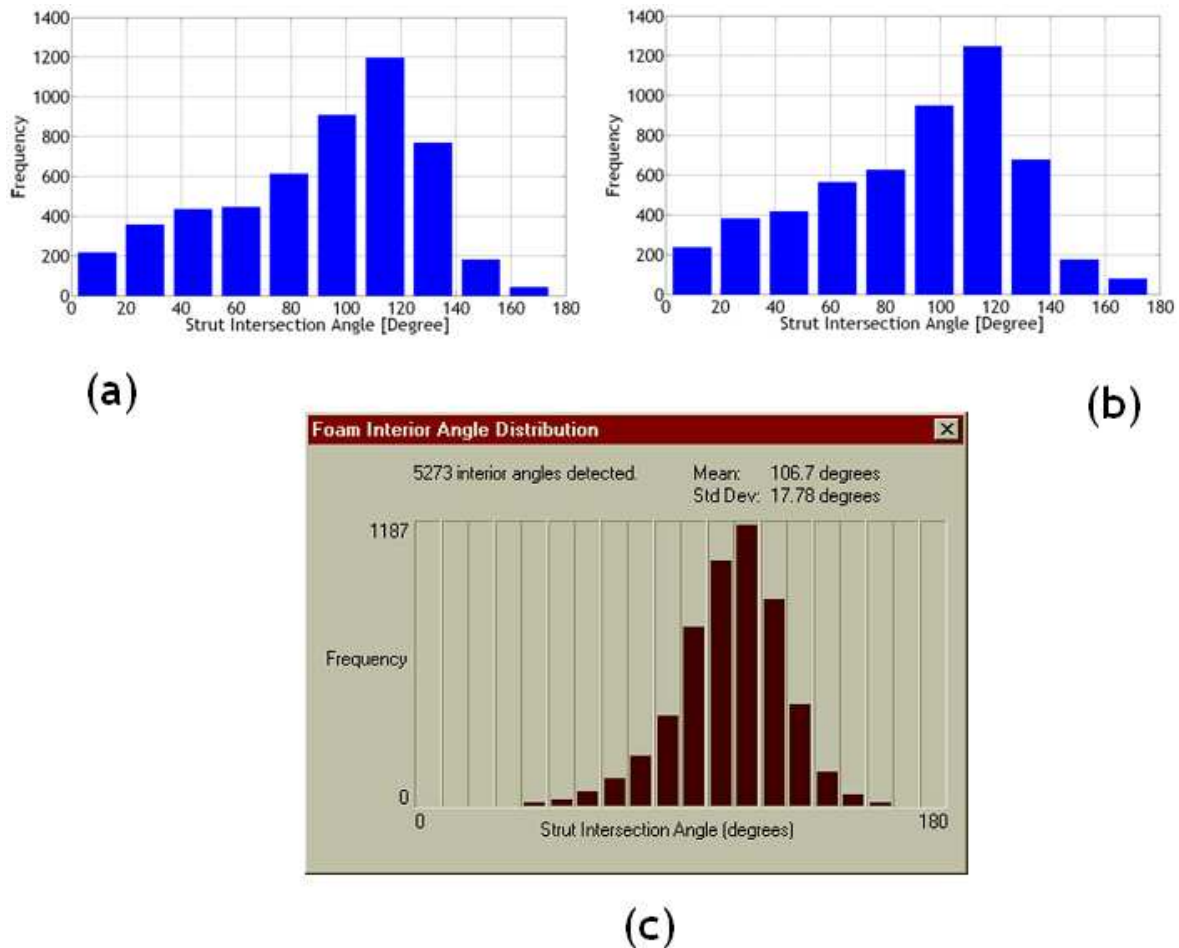 1400
1200
1000
800
600
400
200
0
Frequency
0 20 40 60 80 100 120 140 160 180
Strut Intersection Angle [Degree]
(a)
1400
1200
1000
800
600
400
200
0
Frequency
0 20 40 60 80 100 120 140 160 180
Strut Intersection Angle [Degree]
(b)
Foam Interior Angle Distribution
5273 interior angles detected.
Mean: 106.7 degrees
Std Dev: 17.78 degrees
1187
Frequency
0
0 180
Strut Intersection Angle (degrees)
(c)